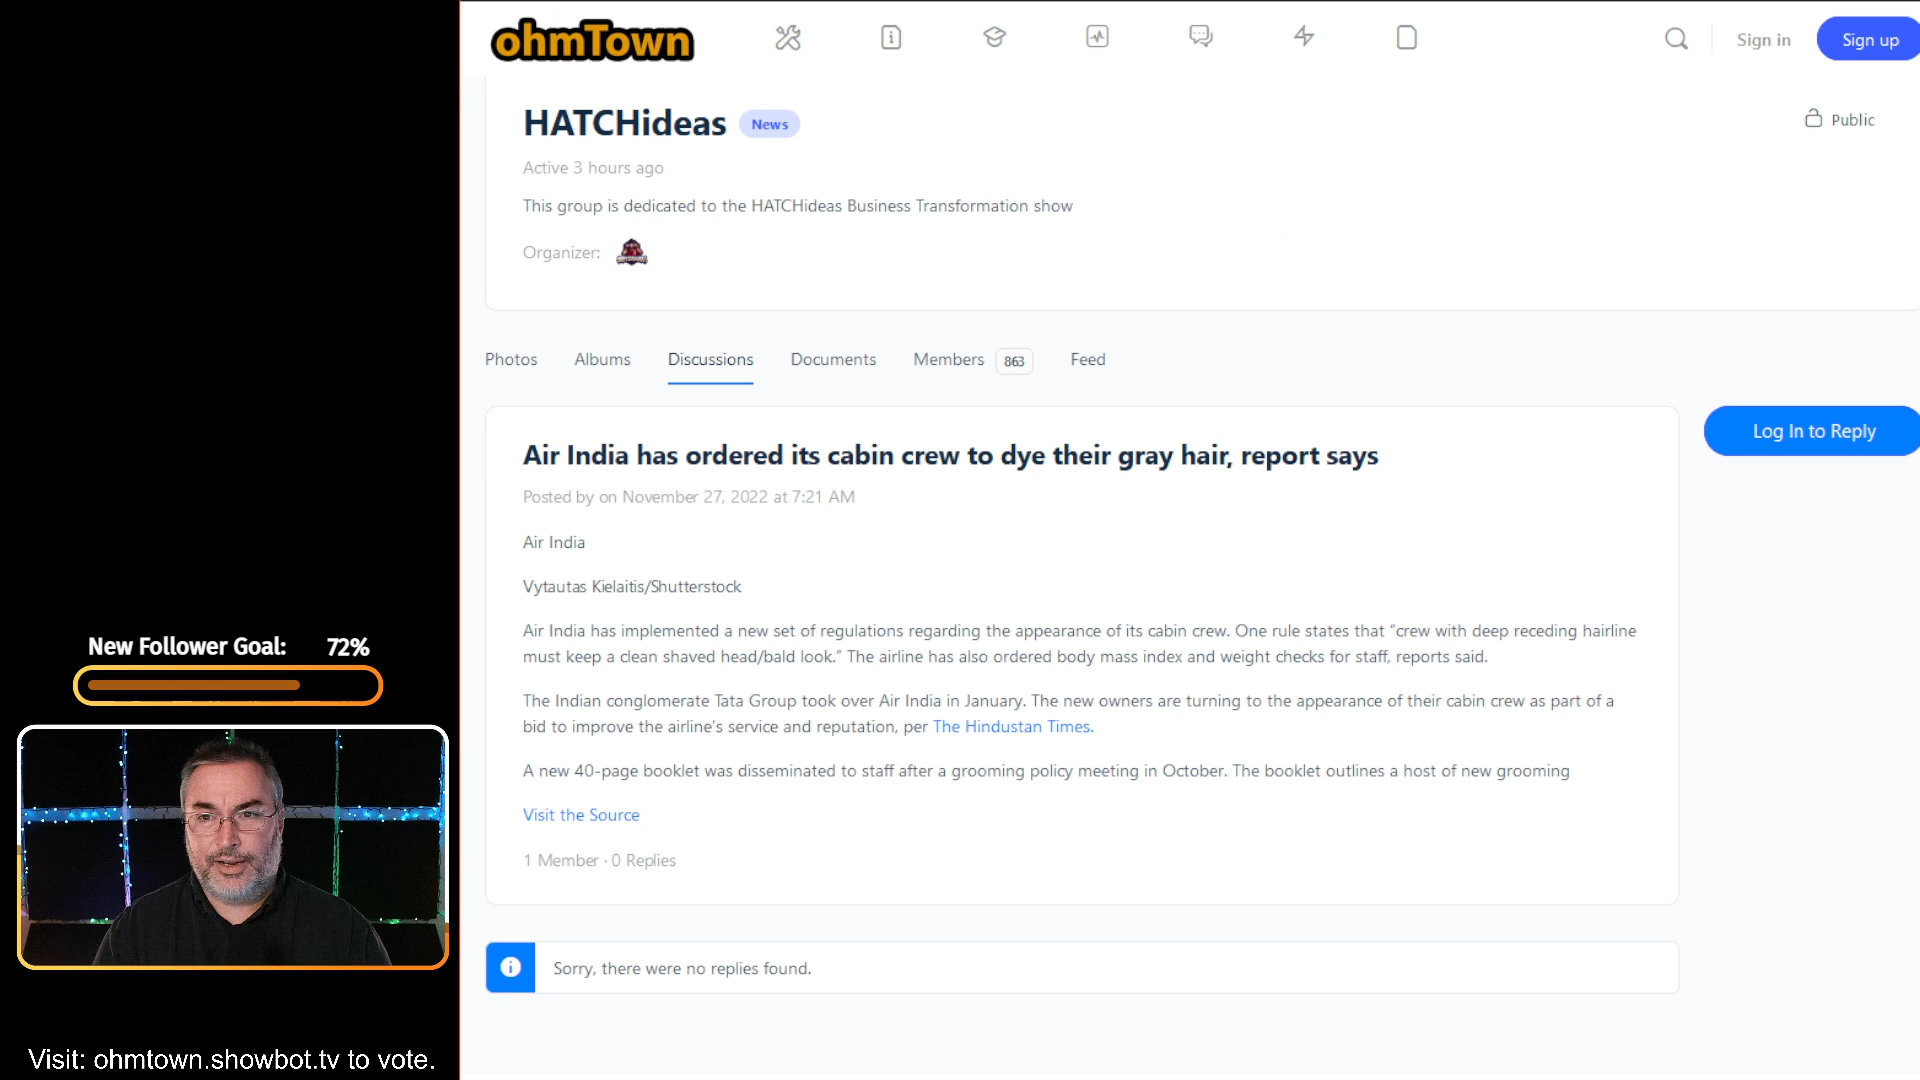 ohmTown
Sign in
Sign up
HATCHideas
News
Public
Active 3 hours ago
This group is dedicated to the HATCHideas Business Transformation show
Organizer:
Photos
Albums
Discussions
Documents
Members 863
Feed
Air India has ordered its cabin crew to dye their gray hair, report says
Log In to Reply
Posted by on November 27, 2022 at 7:21 AM
Air India
Vytautas Kielaitis/Shutterstock
Air India has implemented a new set of regulations regarding the appearance of its cabin crew. One rule states that “crew with deep receding hairline
must keep a clean shaved head/bald look.” The airline has also ordered body mass index and weight checks for staff, reports said.
The Indian conglomerate Tata Group took over Air India in January. The new owners are turning to the appearance of their cabin crew as part of a
bid to improve the airline’s service and reputation, per The Hindustan Times.
A new 40-page booklet was disseminated to staff after a grooming policy meeting in October. The booklet outlines a host of new grooming
Visit the Source
1 Member · 0 Replies
Sorry, there were no replies found.
New Follower Goal: 72%
Visit: ohmtown.showbot.tv to vote.